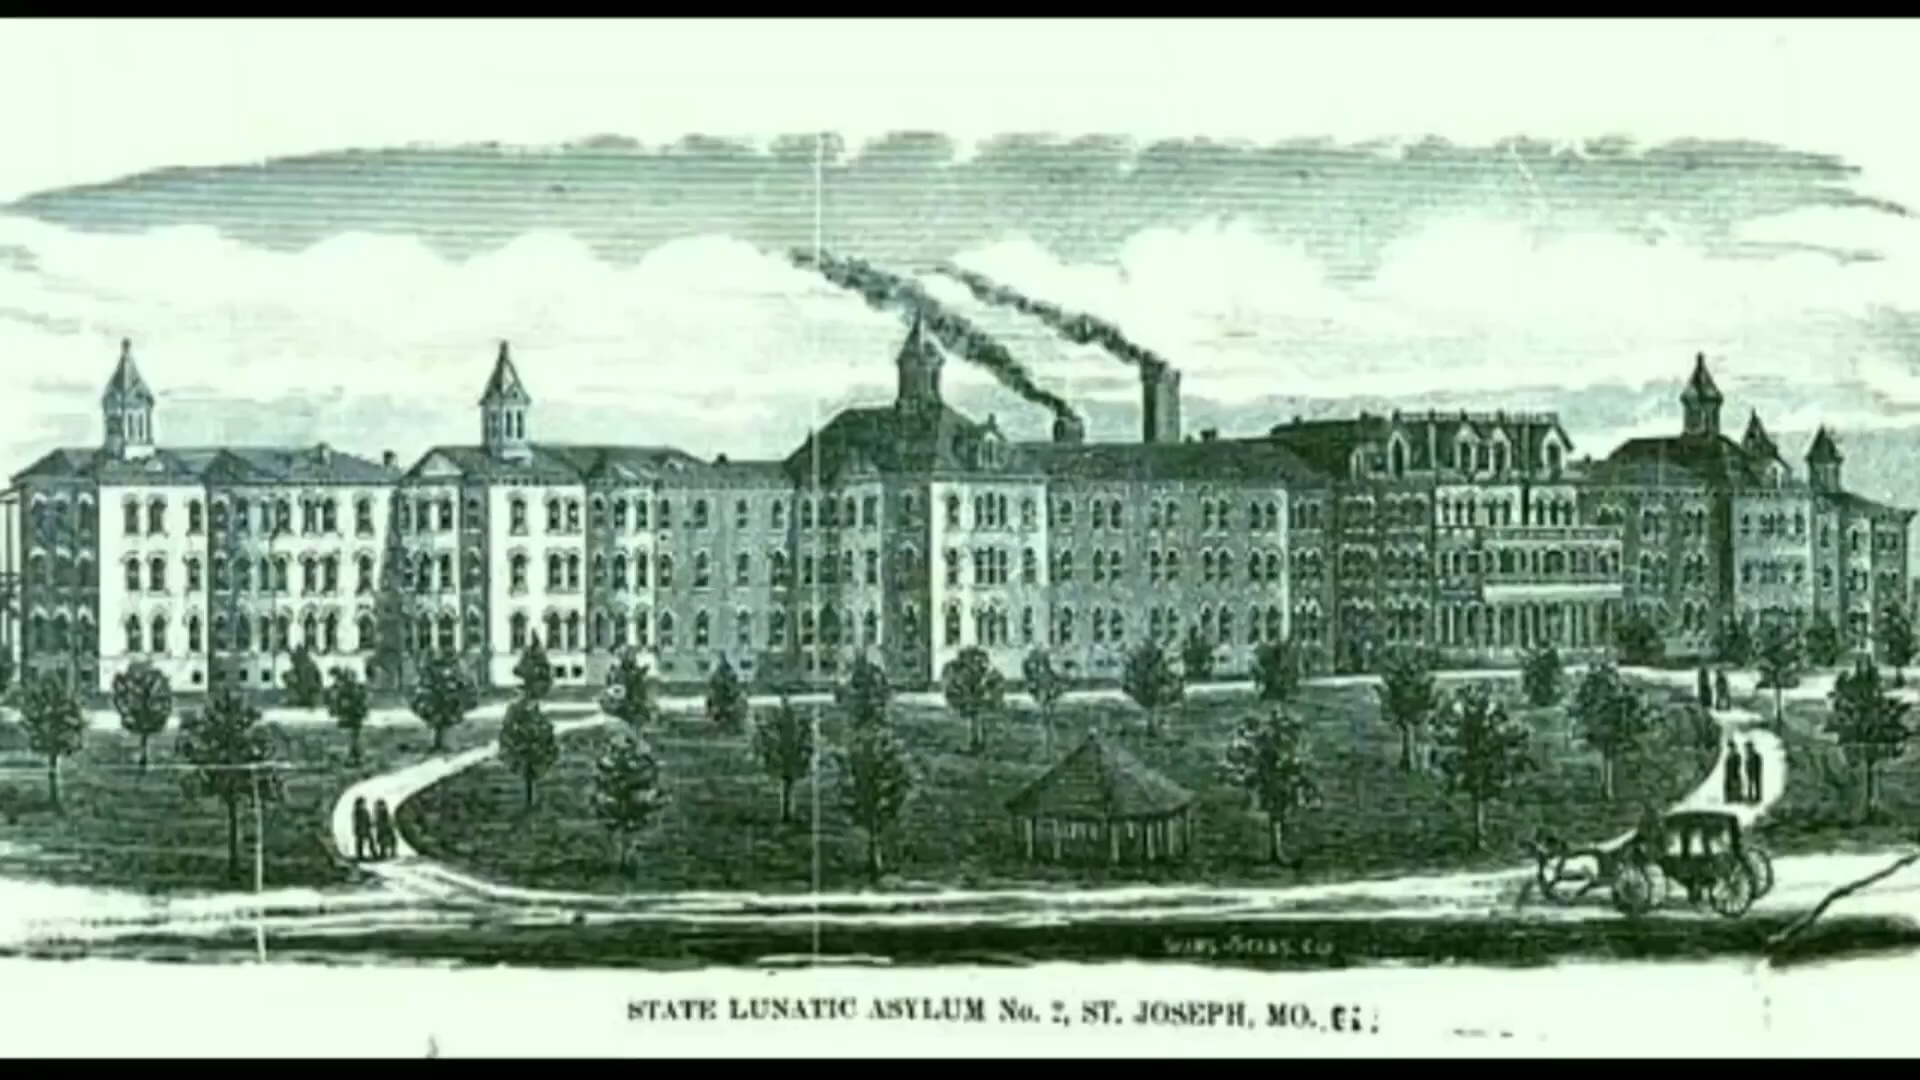 STATE LUNATIC ASYLUM No. 2, ST. JOSEPH, MO.